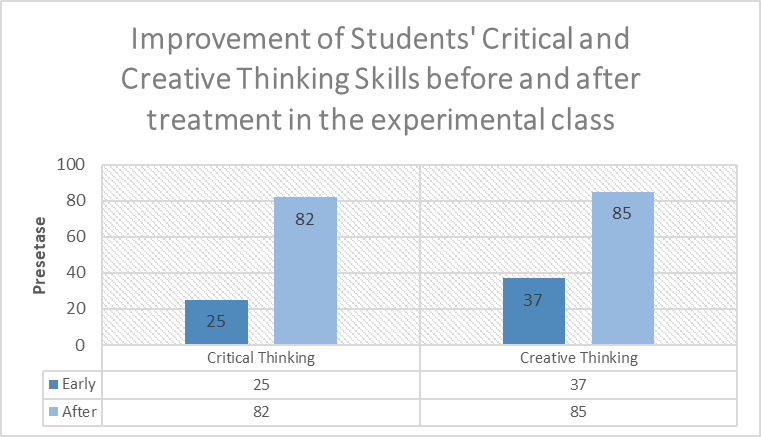 Improvement of Students' Critical and
Creative Thinking Skills before and after
treatment in the experimental class
Presetase
100
80
60
40
20
0
25
82
37
85
Critical Thinking Creative Thinking
Early 25 37
After 82 85